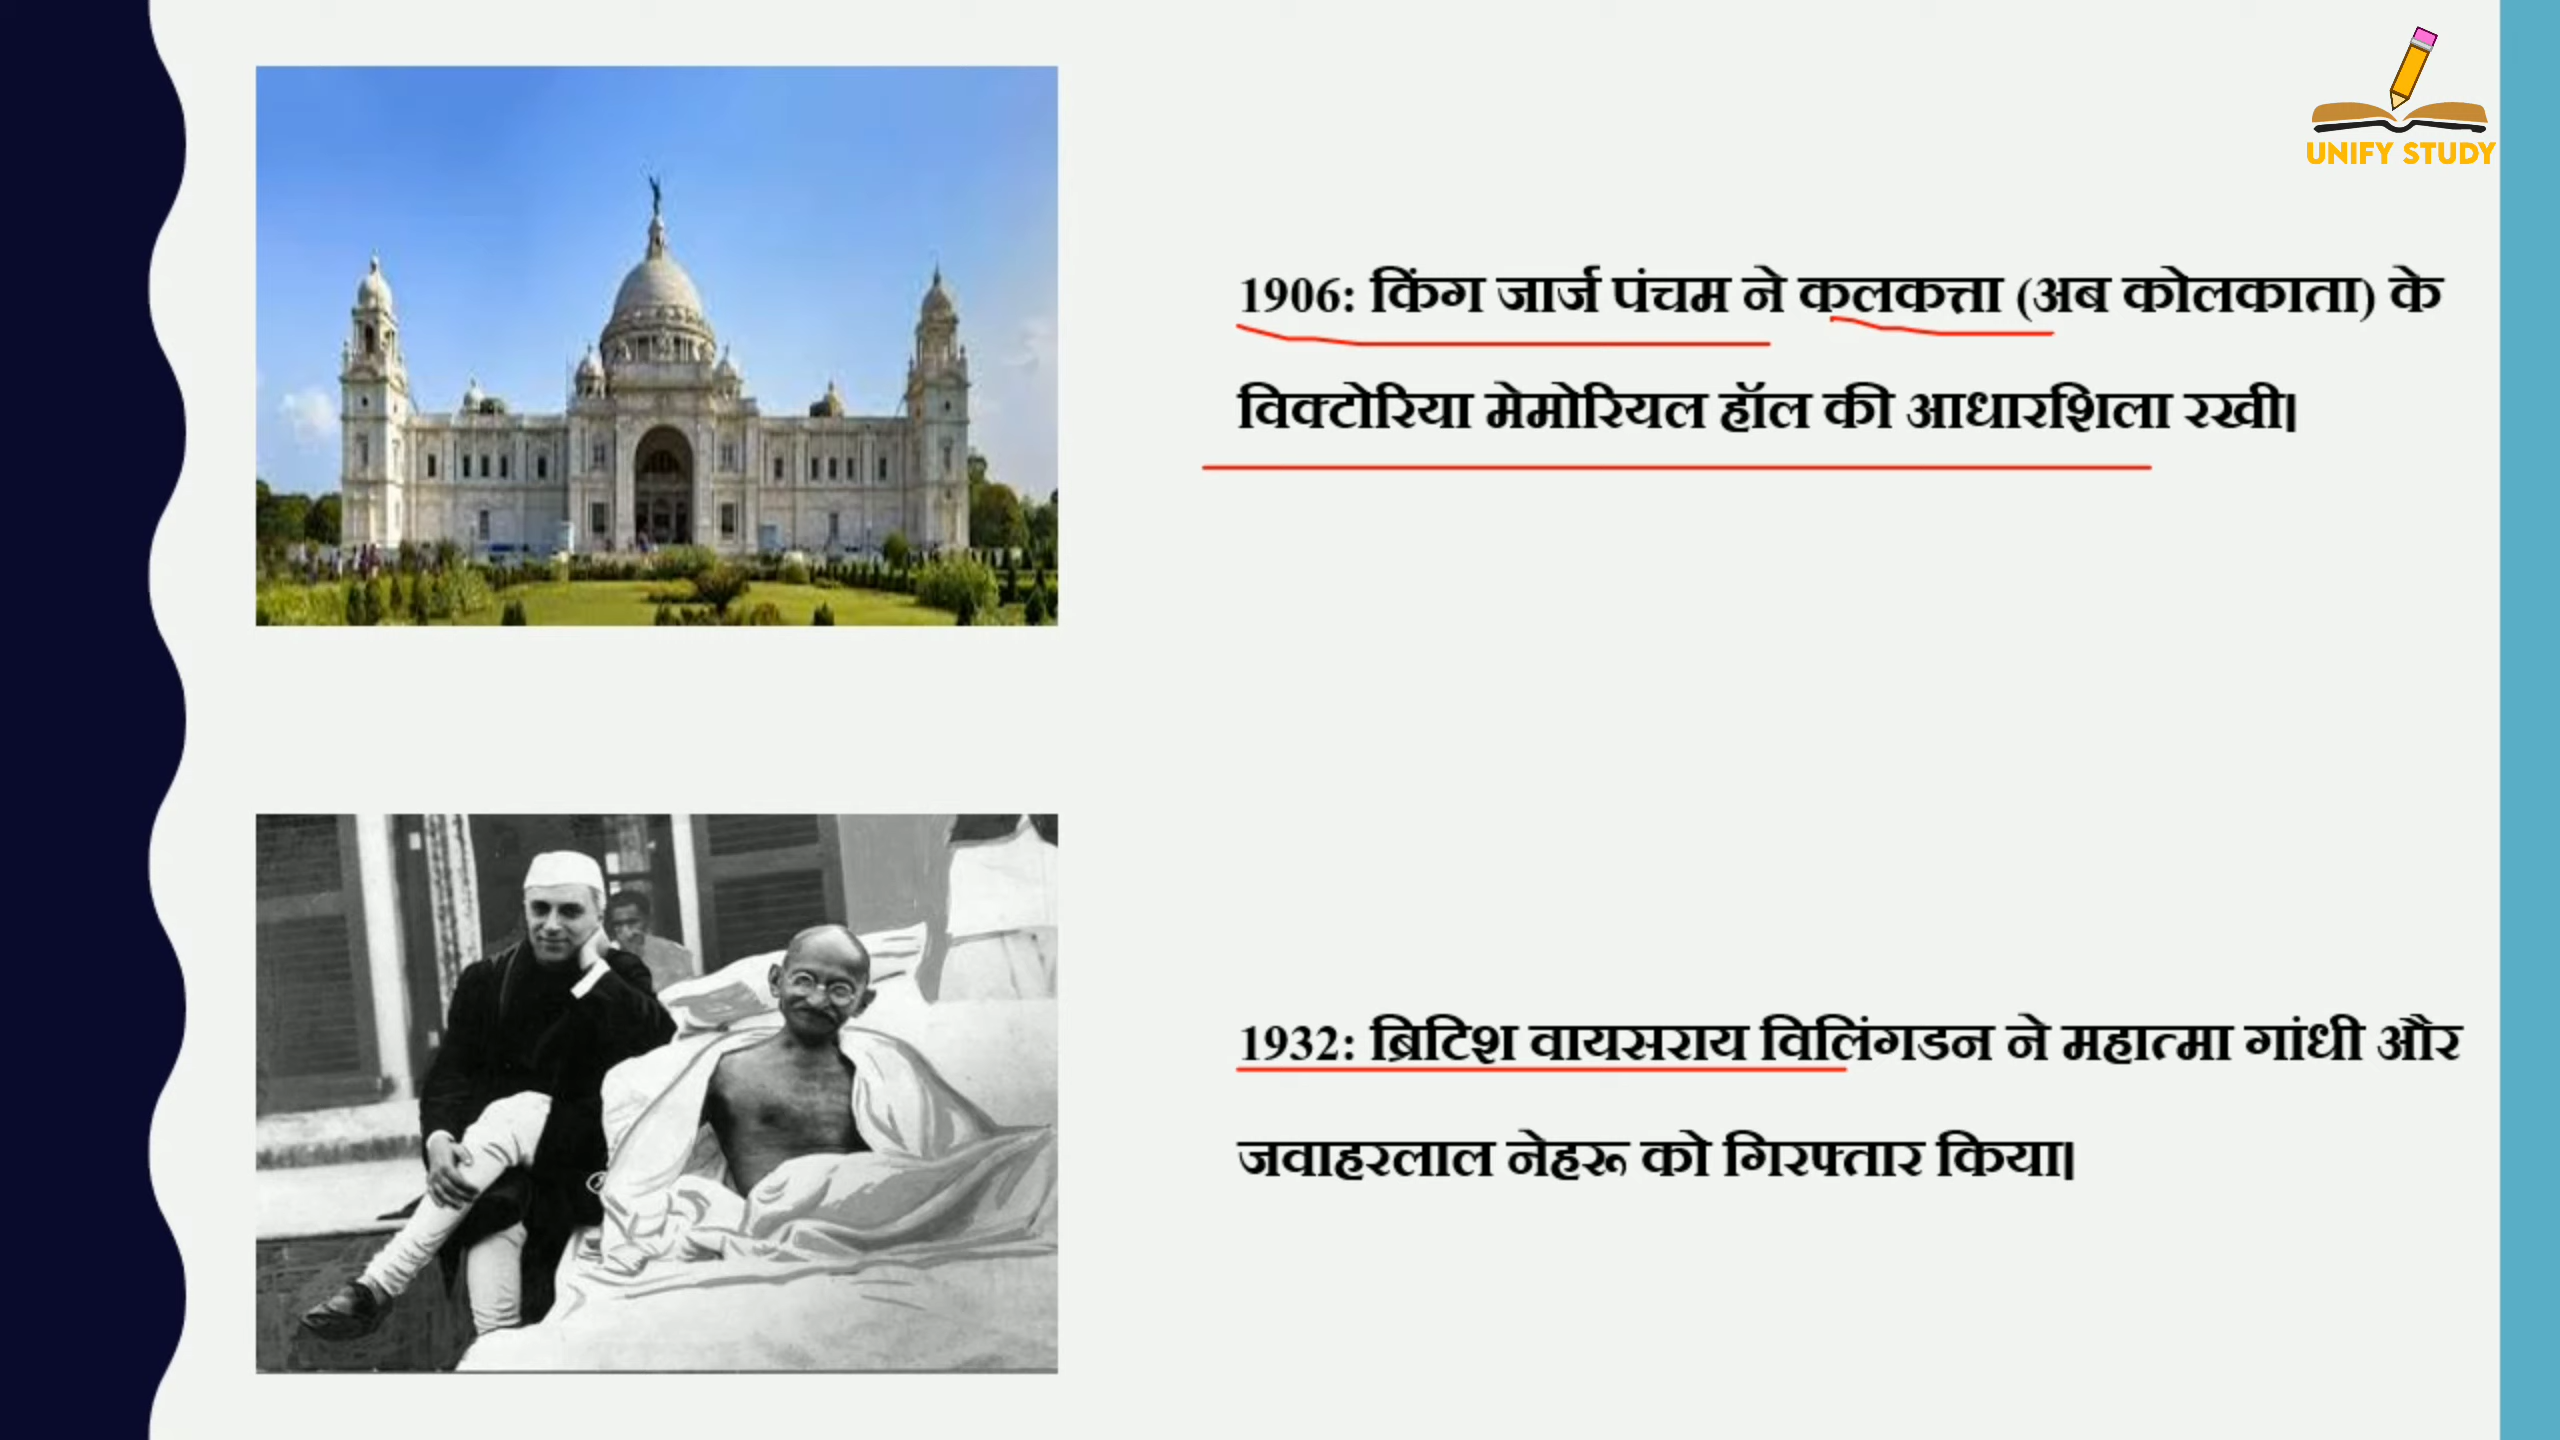 UNIFY STUDY
1906: किंग जार्ज पंचम ने कलकत्ता (अब कोलकाता) के
विक्टोरिया मेमोरियल हॉल की आधारशिला रखी।
1932: ब्रिटिश वायसराय विलिंगडन ने महात्मा गांधी और
जवाहरलाल नेहरू को गिरफ्तार किया।